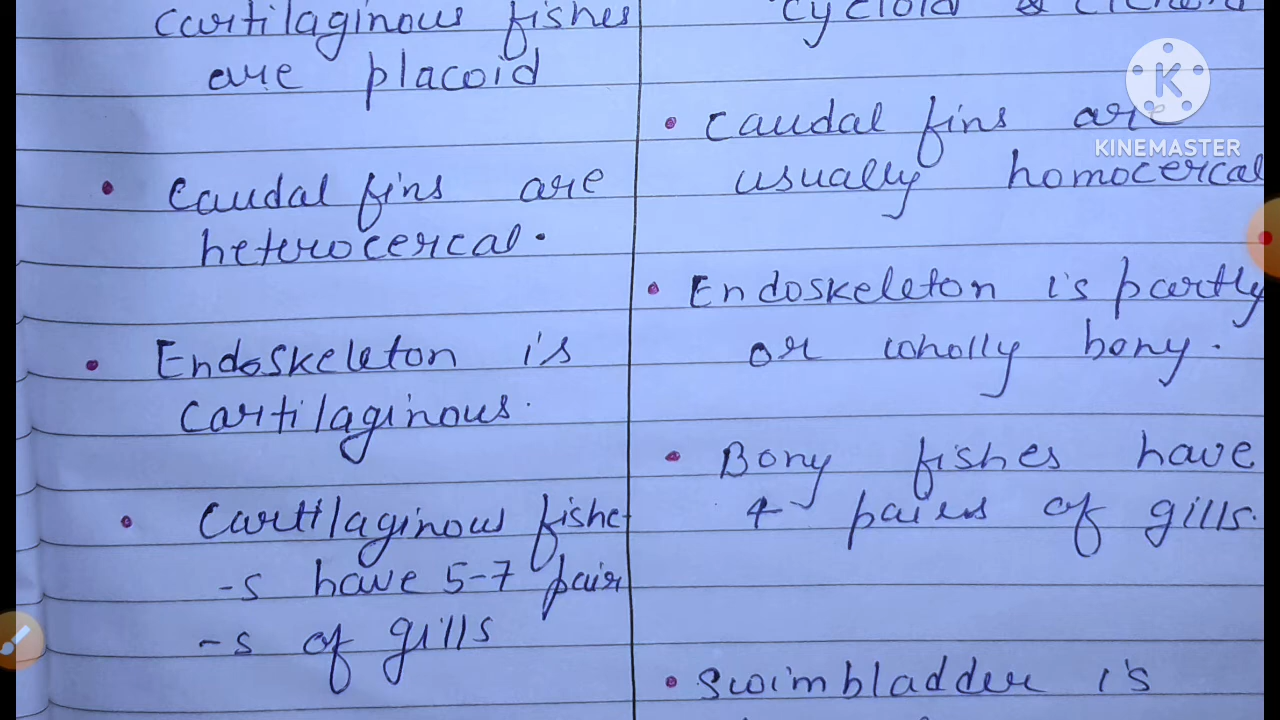 cartilaginous fishes
are placoid
• Caudal fins are
heterocercal.
• Endoskeleton is
cartilaginous.
• Cartilaginous fishe
-s have 5-7 pair
-s of gills
cycloid &
• Caudal fins are
usually homocercal
• Endoskeleton is partly
or wholly bony.
• Bony fishes have
4 pairs of gills.
• Swimbladder is
K
KINEMASTER